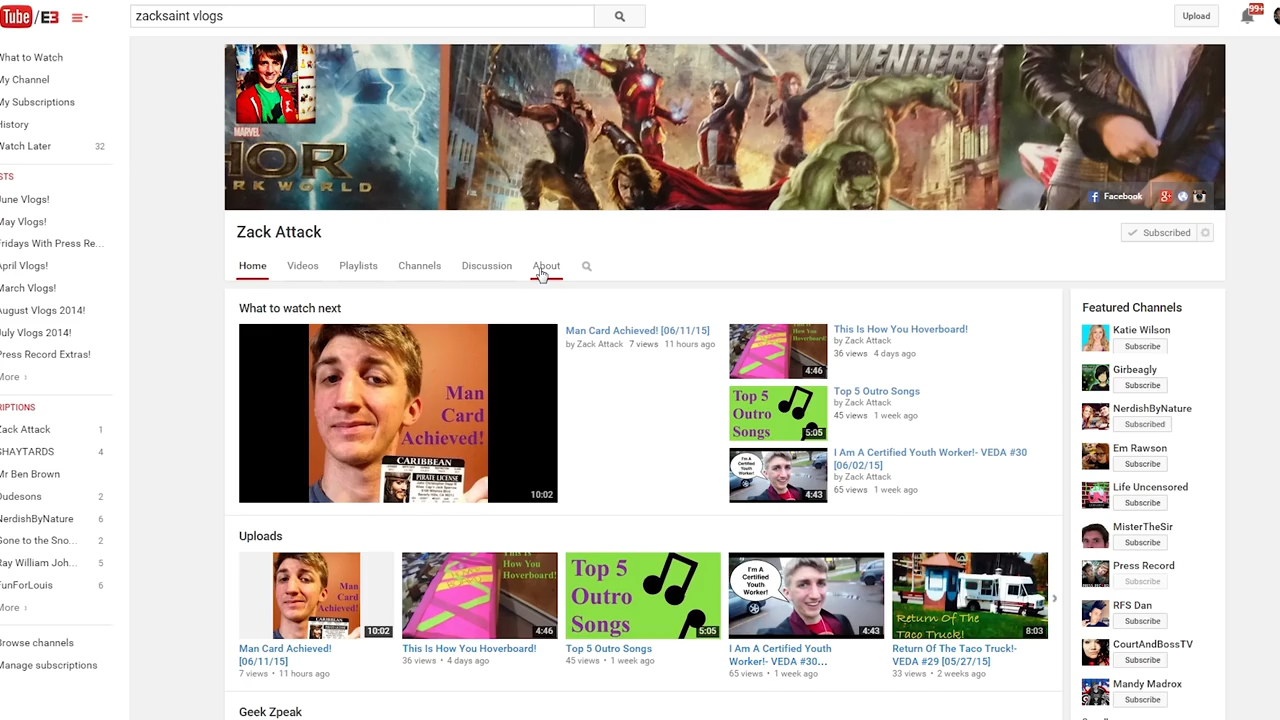 Tube /E3
zacksaint vlogs
Upload
99+
What to Watch
My Channel
My Subscriptions
History
Watch Later 32
STS
June Vlogs!
May Vlogs!
Fridays With Press Re...
April Vlogs!
March Vlogs!
August Vlogs 2014!
July Vlogs 2014!
Press Record Extras!
More ›
RIPTIONS
Zack Attack 1
SHAYTARDS 4
Mr Ben Brown
Dudesons 2
NerdishByNature 6
Gone to the Sno... 2
Ray William Joh... 5
FunForLouis 6
More ›
Browse channels
Manage subscriptions
MARVEL
THOR
DARK WORLD
AVENGERS
Facebook
Zack Attack
Subscribed
Home Videos Playlists Channels Discussion About
What to watch next
Man
Card
Achieved!
CARIBBEAN
PIRATE LICENSE
10:02
Man Card Achieved! [06/11/15]
by Zack Attack 7 views 11 hours ago
This Is How You Hoverboard!
4:46
This Is How You Hoverboard!
by Zack Attack
36 views 4 days ago
Top 5
Outro
Songs
5:05
Top 5 Outro Songs
by Zack Attack
45 views 1 week ago
I'm A Certified Youth Worker!
4:43
I Am A Certified Youth Worker!- VEDA #30
[06/02/15]
by Zack Attack
65 views 1 week ago
Uploads
Man
Card
Achieved!
10:02
Man Card Achieved!
[06/11/15]
7 views • 11 hours ago
This Is
How You
Hoverboard!
4:46
This Is How You Hoverboard!
36 views • 4 days ago
Top 5
Outro
Songs
5:05
Top 5 Outro Songs
45 views • 1 week ago
I'm A
Certified
Youth
Worker!
4:43
I Am A Certified Youth
Worker!- VEDA #30...
65 views • 1 week ago
Return Of The
Taco Truck!
8:03
Return Of The Taco Truck!-
VEDA #29 [05/27/15]
33 views • 2 weeks ago
Geek Zpeak
Featured Channels
Katie Wilson
Subscribe
Girbeagly
Subscribe
NerdishByNature
Subscribed
Em Rawson
Subscribe
Life Uncensored
Subscribe
MisterTheSir
Subscribe
Press Record
Subscribe
RFS Dan
Subscribe
CourtAndBossTV
Subscribe
Mandy Madrox
Subscribe